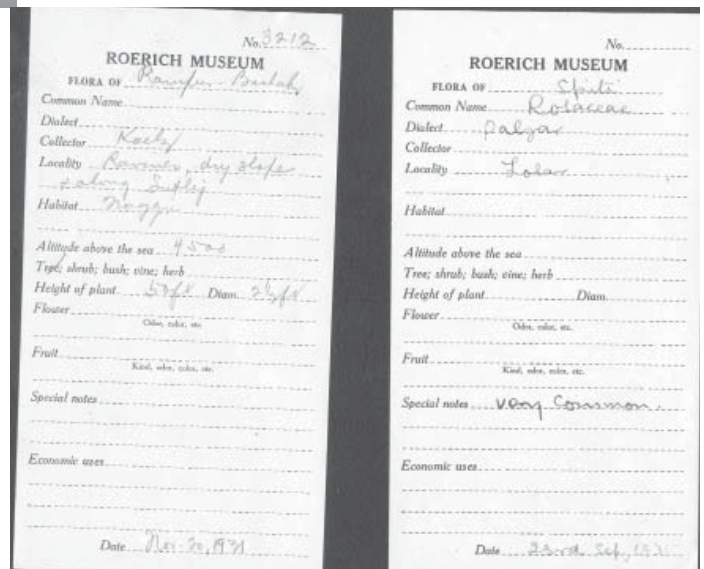 No. 3212
ROERICH MUSEUM
FLORA OF Rampur-Bushahr
Common Name
Dialect
Collector Koelz
Locality Ravines, dry slope
+ along Sutlej
Habitat
Altitude above the sea 4500
Tree; shrub; bush; vine; herb
Height of plant 50ft Diam. 2½ft
Flower
Odor, color, etc.
Fruit
Kind, odor, color, etc.
Special notes
Economic uses
Date Nov. 20, 1931
No.
ROERICH MUSEUM
FLORA OF Spiti
Common Name Rosaceae
Dialect Palgar
Collector
Locality Losar
Habitat
Altitude above the sea
Tree; shrub; bush; vine; herb
Height of plant Diam.
Flower
Odor, color, etc.
Fruit
Kind, odor, color, etc.
Special notes very Common.
Economic uses
Date 23rd Sep,